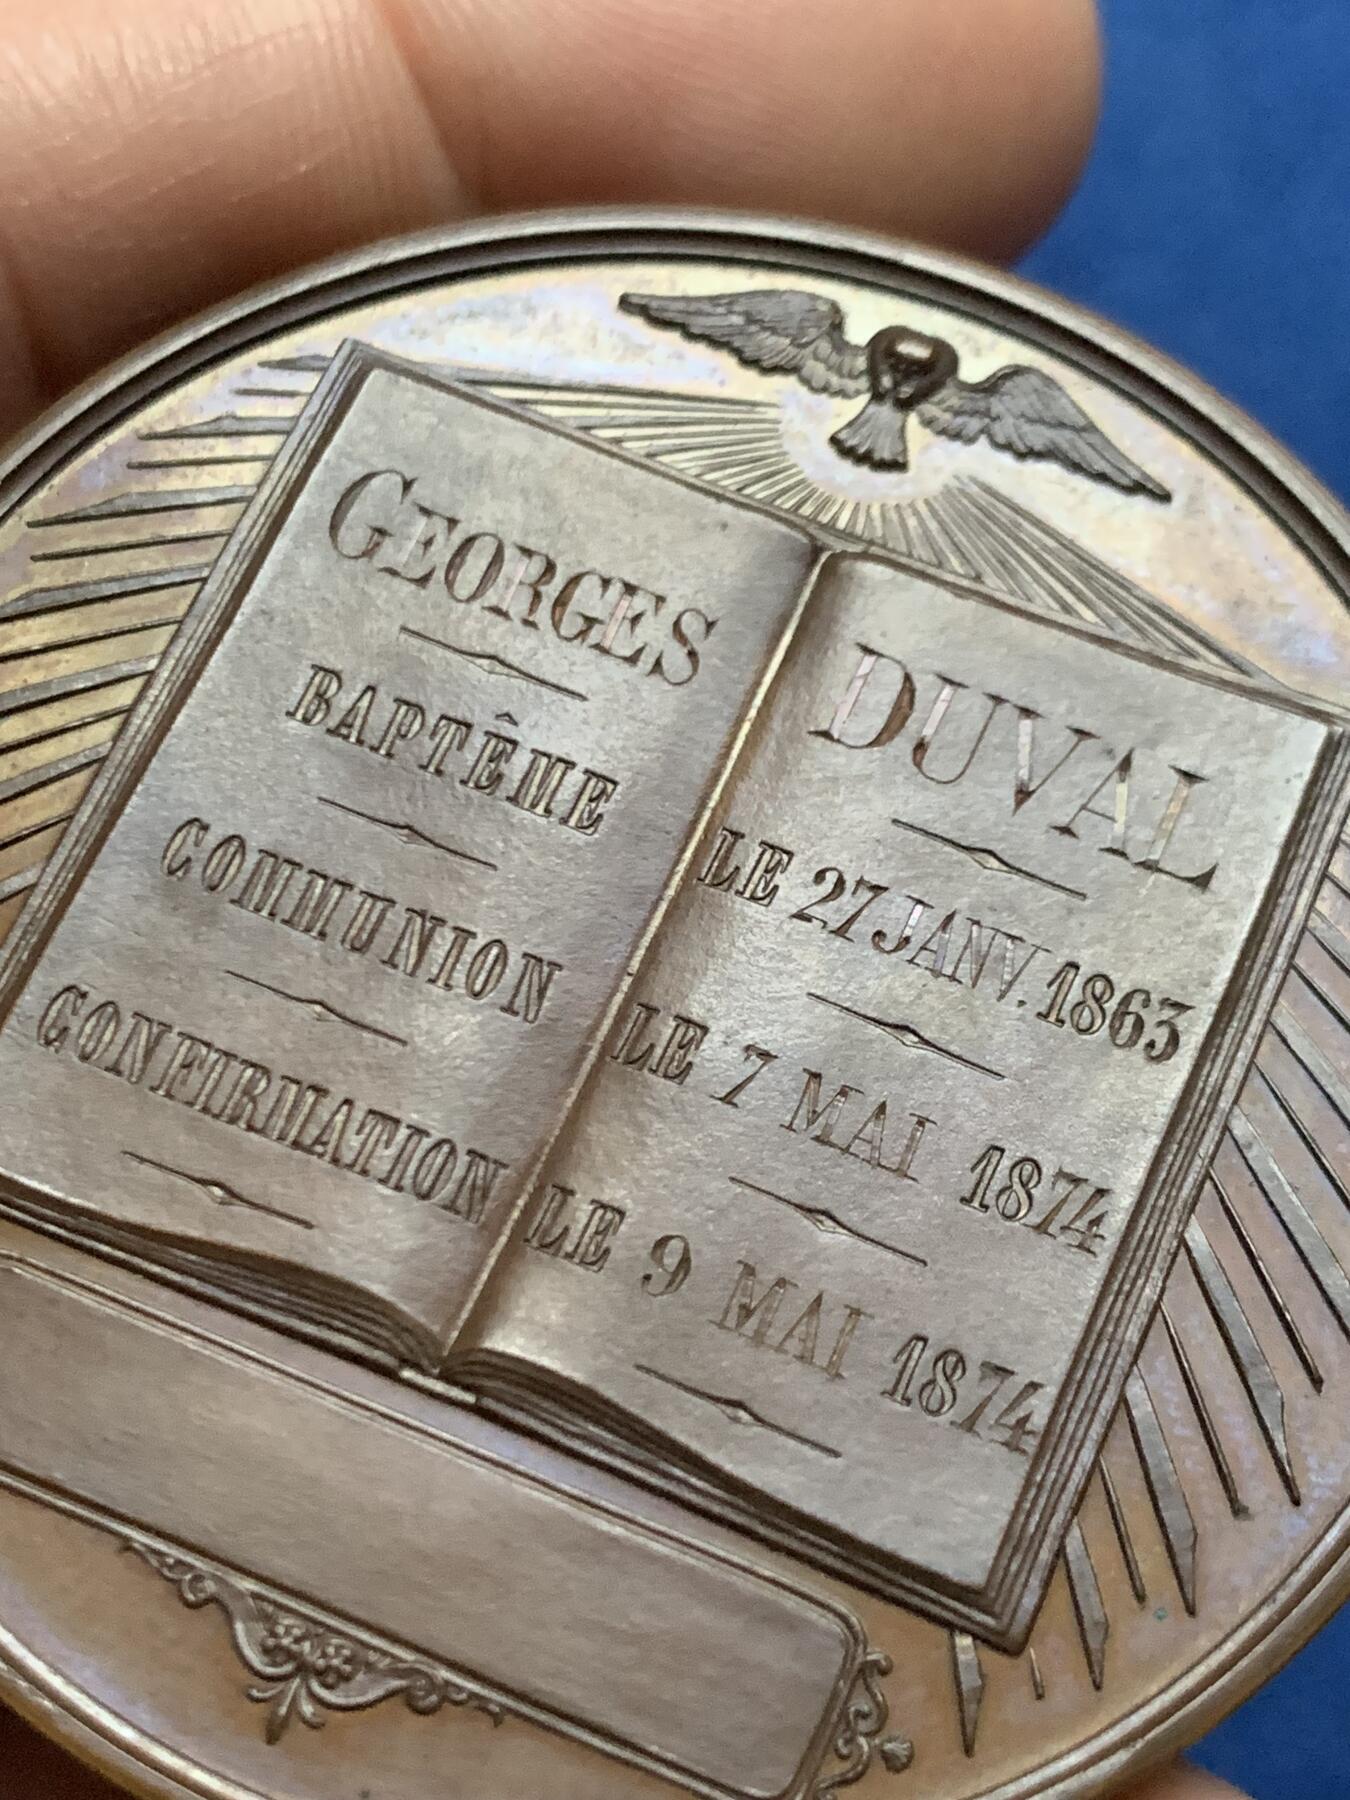 GEORGES
BAPTÊME
COMMUNION
CONFIRMATION
DUVAL
LE 27 JANV. 1863
LE 7 MAI 1874
LE 9 MAI 1874